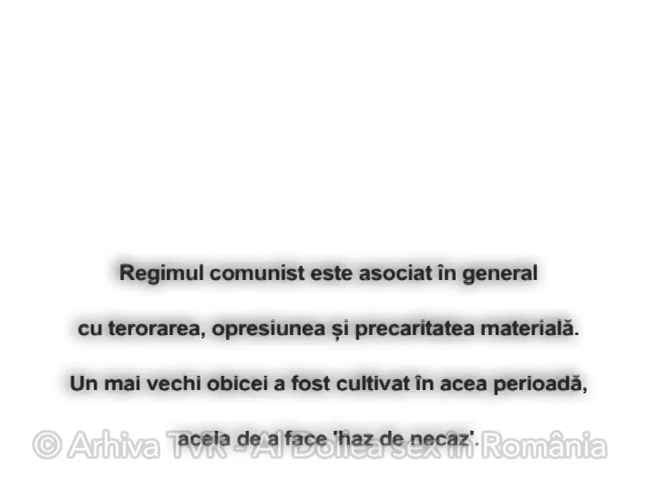 Regimul comunist este asociat în general
cu terorarea, opresiunea și precaritatea materială.
Un mai vechi obicei a fost cultivat în acea perioadă,
aceia de a face 'haz de necaz'.
© Arhiva TVR - Al Doilea sex în România